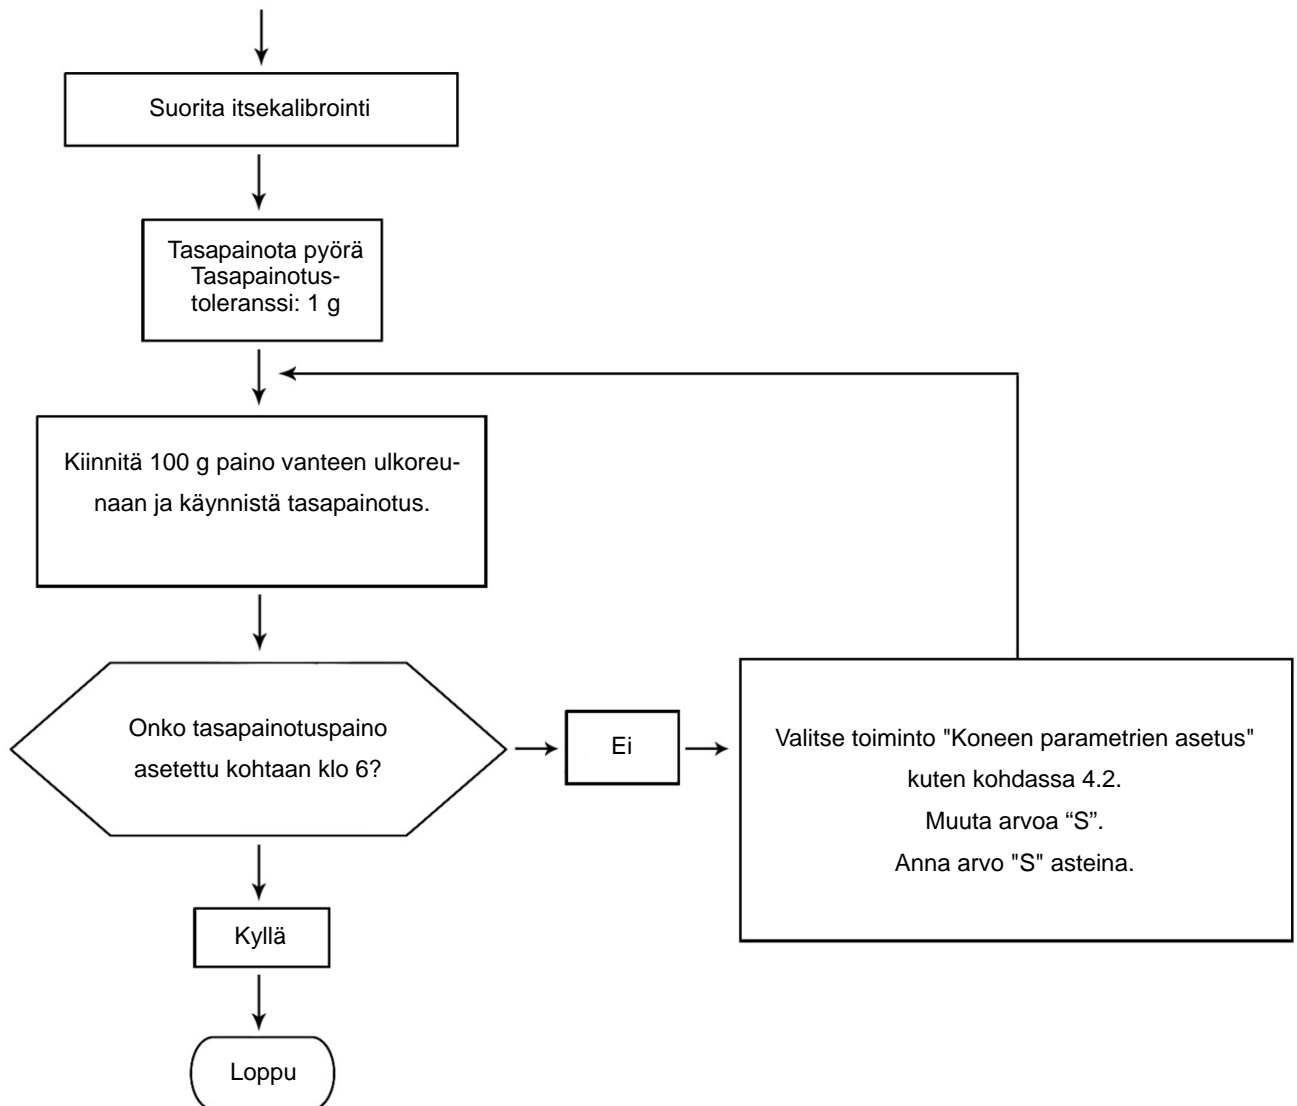 Suorita itsekalibrointi
Tasapainota pyörä
Tasapainotus-
toleranssi: 1 g
Kiinnitä 100 g paino vanteen ulkoreu-
naan ja käynnistä tasapainotus.
Onko tasapainotuspaino
asetettu kohtaan klo 6?
Ei
Valitse toiminto "Koneen parametrien asetus"
kuten kohdassa 4.2.
Muuta arvoa “S”.
Anna arvo "S" asteina.
Kyllä
Loppu